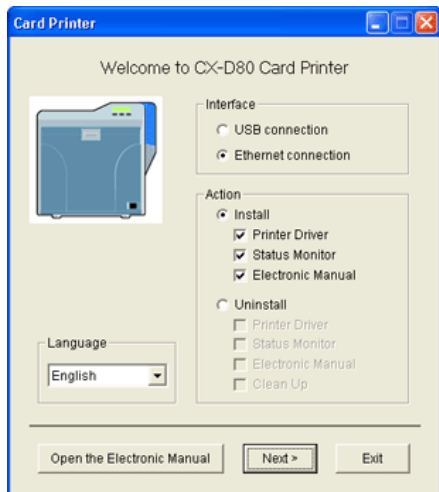 Card Printer
Welcome to CX-D80 Card Printer
Interface
USB connection
Ethernet connection
Action
Install
Printer Driver
Status Monitor
Electronic Manual
Uninstall
Printer Driver
Status Monitor
Electronic Manual
Clean Up
Language
English
Open the Electronic Manual
Next >
Exit